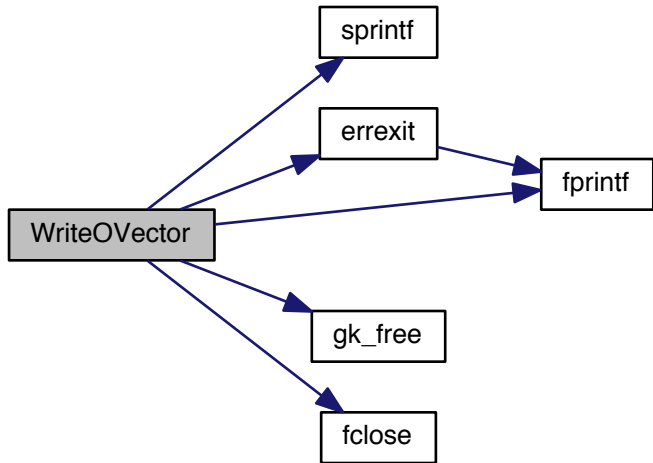 sprintf
errexit
fprintf
WriteOVector
gk_free
fclose